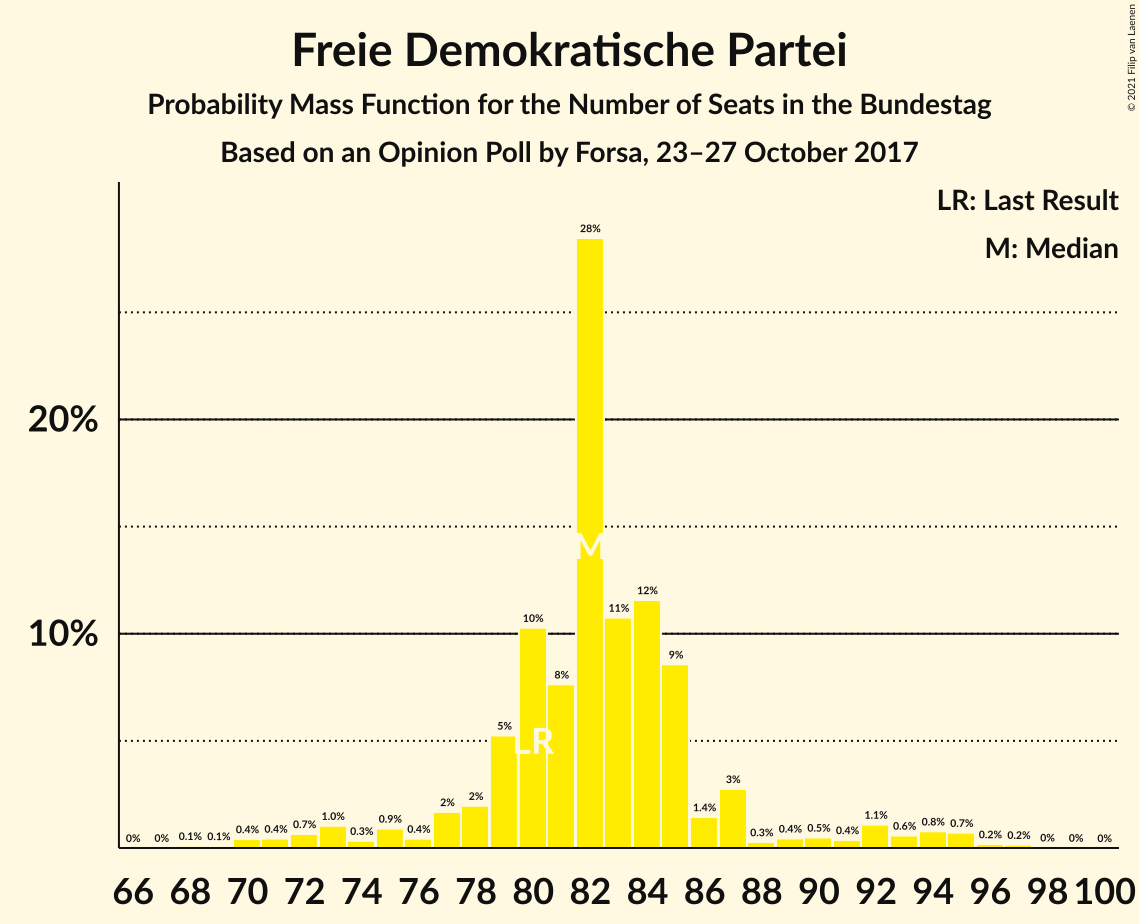 Freie Demokratische Partei
Probability Mass Function for the Number of Seats in the Bundestag
Based on an Opinion Poll by Forsa, 23–27 October 2017
© 2021 Filip van Laenen
LR: Last Result
M: Median
20%
10%
0% 0% 0.1% 0.1% 0.4% 0.4% 0.7% 1.0% 0.3% 0.9% 0.4% 2% 2% 5% 10% 8% 28% 11% 12% 9% 1.4% 3% 0.3% 0.4% 0.5% 0.4% 1.1% 0.6% 0.8% 0.7% 0.2% 0.2% 0% 0% 0%
M
LR
66 68 70 72 74 76 78 80 82 84 86 88 90 92 94 96 98 100